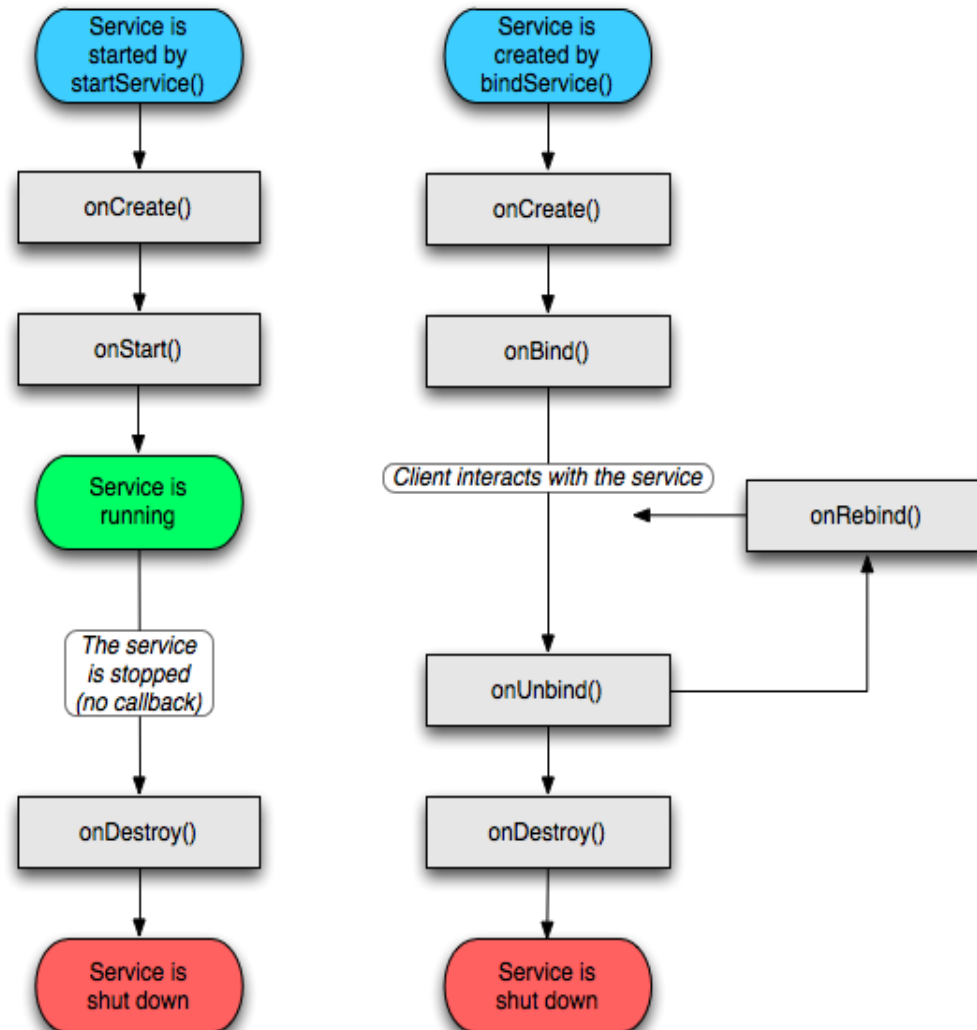 Service is
started by
startService()
onCreate()
onStart()
Service is
running
The service
is stopped
(no callback)
onDestroy()
Service is
shut down
Service is
created by
bindService()
onCreate()
onBind()
Client interacts with the service
onRebind()
onUnbind()
onDestroy()
Service is
shut down